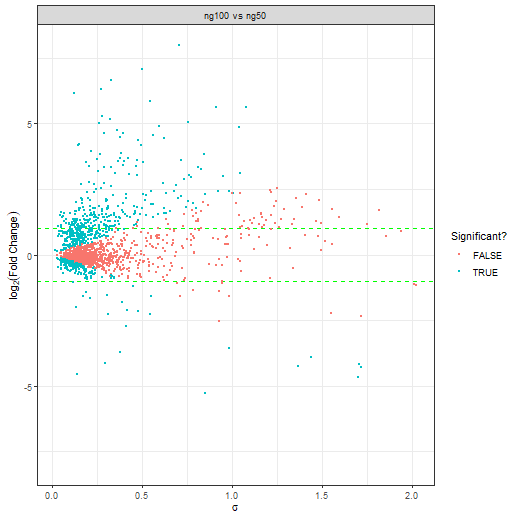 ng100 vs ng50
log₂(Fold Change)
5
0
-5
0.0 0.5 1.0 1.5 2.0
σ
Significant?
FALSE
TRUE